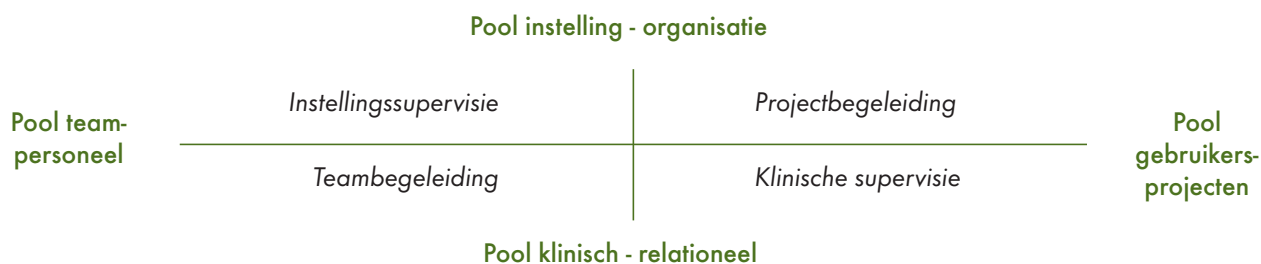 Pool instelling - organisatie
Instellingssupervisie
Projectbegeleiding
Pool team-
personeel
Pool
gebruikers-
projecten
Teambegeleiding
Klinische supervisie
Pool klinisch - relationeel